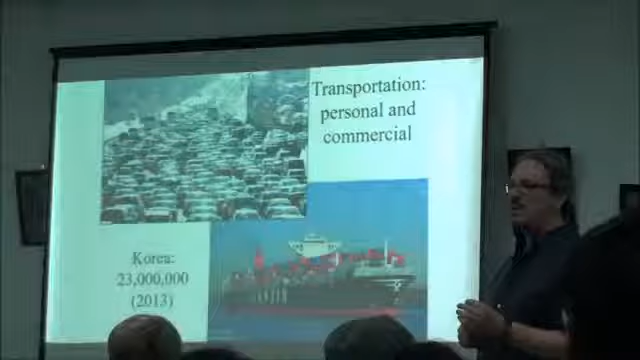 Transportation:
personal and
commercial
Korea:
23,000,000
(2013)